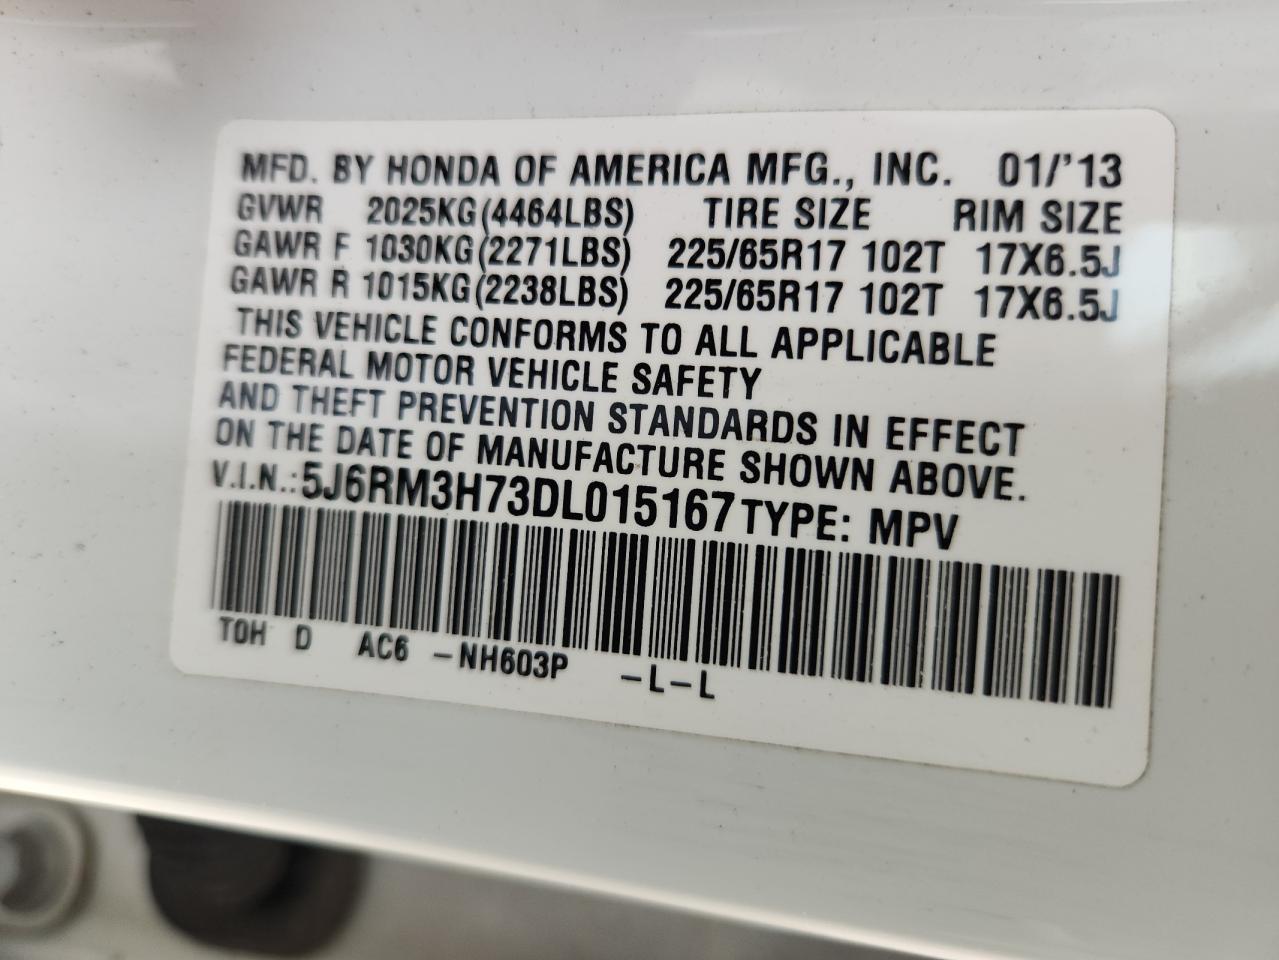 MFD. BY HONDA OF AMERICA MFG., INC. 01/'13
GVWR 2025KG(4464LBS) TIRE SIZE RIM SIZE
GAWR F 1030KG(2271LBS) 225/65R17 102T 17X6.5J
GAWR R 1015KG(2238LBS) 225/65R17 102T 17X6.5J
THIS VEHICLE CONFORMS TO ALL APPLICABLE
FEDERAL MOTOR VEHICLE SAFETY
AND THEFT PREVENTION STANDARDS IN EFFECT
ON THE DATE OF MANUFACTURE SHOWN ABOVE.
V.I.N.:5J6RM3H73DL015167 TYPE: MPV
T0H D AC6 -NH603P -L-L